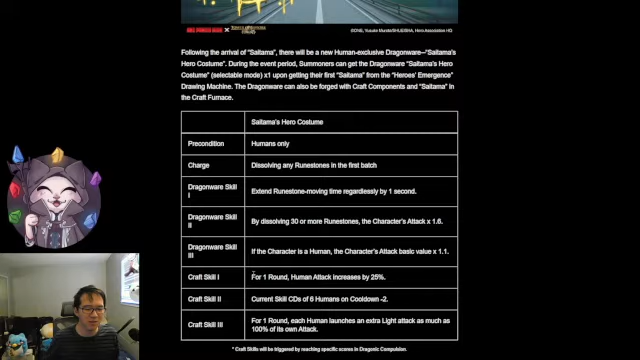 ONE PUNCH MAN × TOWER OF SAVIORS
©ONE, Yusuke Murata/SHUEISHA, Hero Association HQ
Following the arrival of "Saitama", there will be a new Human-exclusive Dragonware─"Saitama's
Hero Costume". During the event period, Summoners can get the Dragonware "Saitama's Hero
Costume" (selectable mode) x1 upon getting their first "Saitama" from the "Heroes' Emergence"
Drawing Machine. The Dragonware can also be forged with Craft Components and "Saitama" in
the Craft Furnace.
Saitama's Hero Costume
Precondition Humans only
Charge Dissolving any Runestones in the first batch
Dragonware Skill
I Extend Runestone-moving time regardlessly by 1 second.
Dragonware Skill
II By dissolving 30 or more Runestones, the Character's Attack x 1.6.
Dragonware Skill
III If the Character is a Human, the Character's Attack basic value x 1.1.
Craft Skill I For 1 Round, Human Attack increases by 25%.
Craft Skill II Current Skill CDs of 6 Humans on Cooldown -2.
Craft Skill III For 1 Round, each Human launches an extra Light attack as much as
100% of its own Attack.
* Craft Skills will be triggered by reaching specific scores in Dragonic Compulsion.